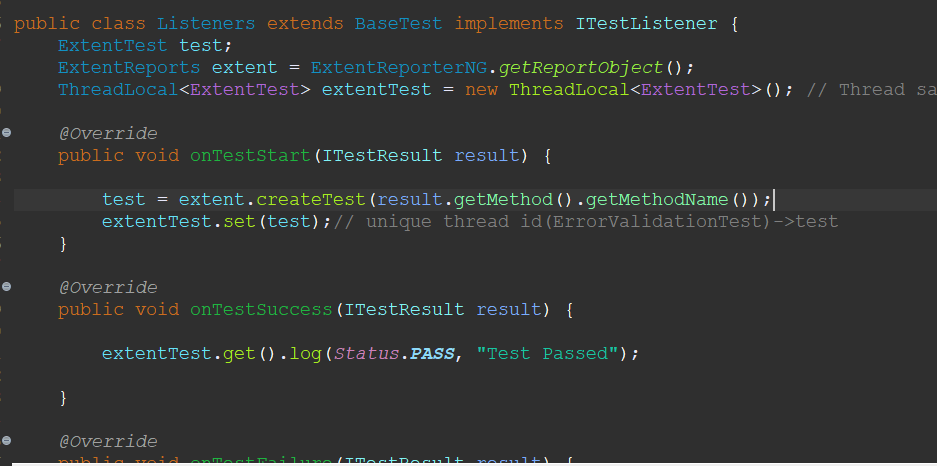 public class Listeners extends BaseTest implements ITestListener {
ExtentTest test;
ExtentReports extent = ExtentReporterNG.getReportObject();
ThreadLocal<ExtentTest> extentTest = new ThreadLocal<ExtentTest>(); // Thread sa
@Override
public void onTestStart(ITestResult result) {
test = extent.createTest(result.getMethod().getMethodName());
extentTest.set(test);// unique thread id(ErrorValidationTest)->test
}
@Override
public void onTestSuccess(ITestResult result) {
extentTest.get().log(Status.PASS, "Test Passed");
}
@Override
public void onTestFailure(ITestResult result) {